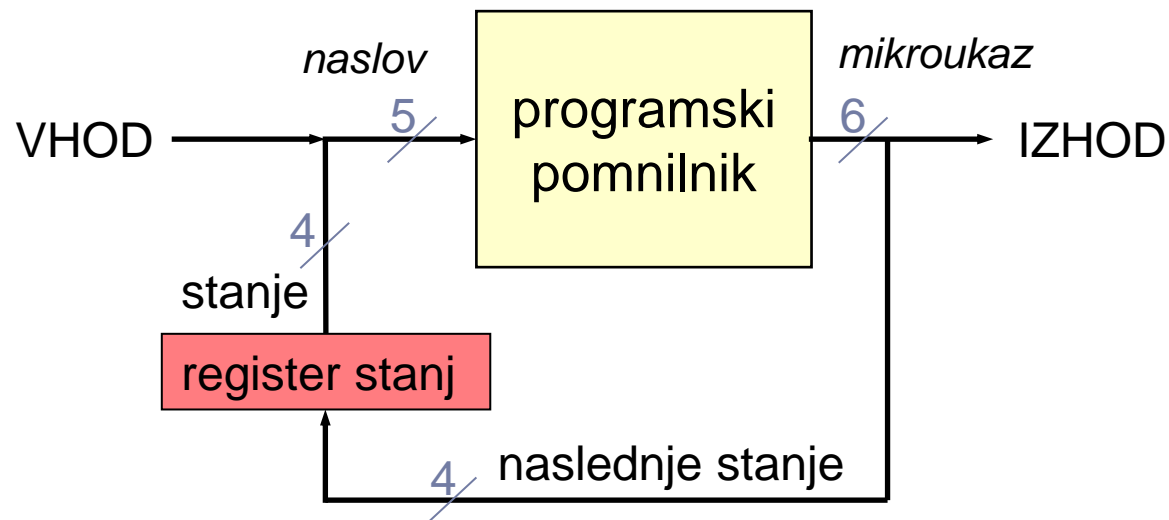 naslov
mikroukaz
VHOD
5
programski
pomnilnik
6
IZHOD
4
stanje
register stanj
naslednje stanje
4